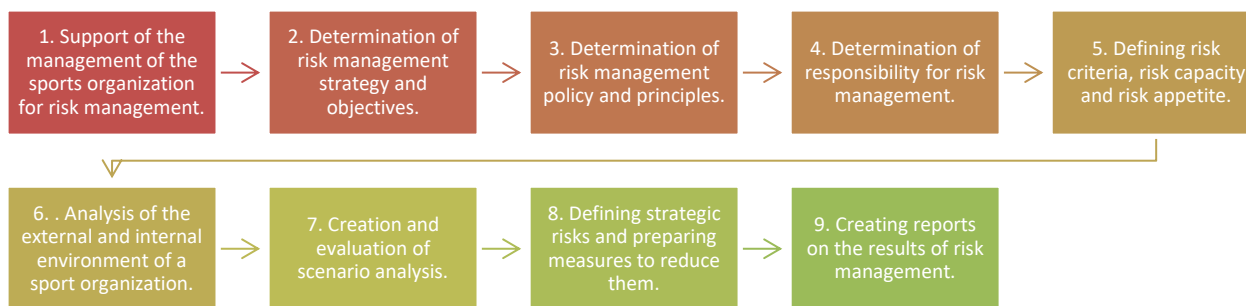 1. Support of the
management of the
sports organization
for risk management.
2. Determination of
risk management
strategy and
objectives.
3. Determination of
risk management
policy and principles.
4. Determination of
responsibility for risk
management.
5. Defining risk
criteria, risk capacity
and risk appetite.
6. . Analysis of the
external and internal
environment of a
sport organization.
7. Creation and
evaluation of
scenario analysis.
8. Defining strategic
risks and preparing
measures to reduce
them.
9. Creating reports
on the results of risk
management.